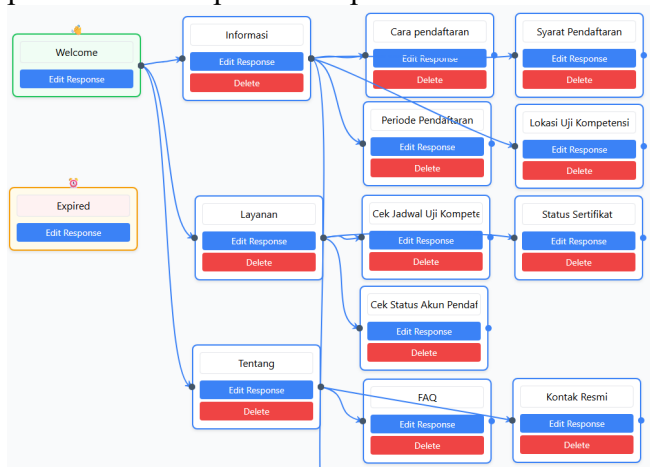 Welcome
Edit Response
Informasi
Edit Response
Delete
Cara pendaftaran
Edit Response
Delete
Syarat Pendaftaran
Edit Response
Delete
Periode Pendaftaran
Edit Response
Delete
Lokasi Uji Kompetensi
Edit Response
Delete
Expired
Edit Response
Layanan
Edit Response
Delete
Cek Jadwal Uji Kompete
Edit Response
Delete
Status Sertifikat
Edit Response
Delete
Cek Status Akun Pendaf
Edit Response
Delete
Tentang
Edit Response
Delete
FAQ
Edit Response
Delete
Kontak Resmi
Edit Response
Delete